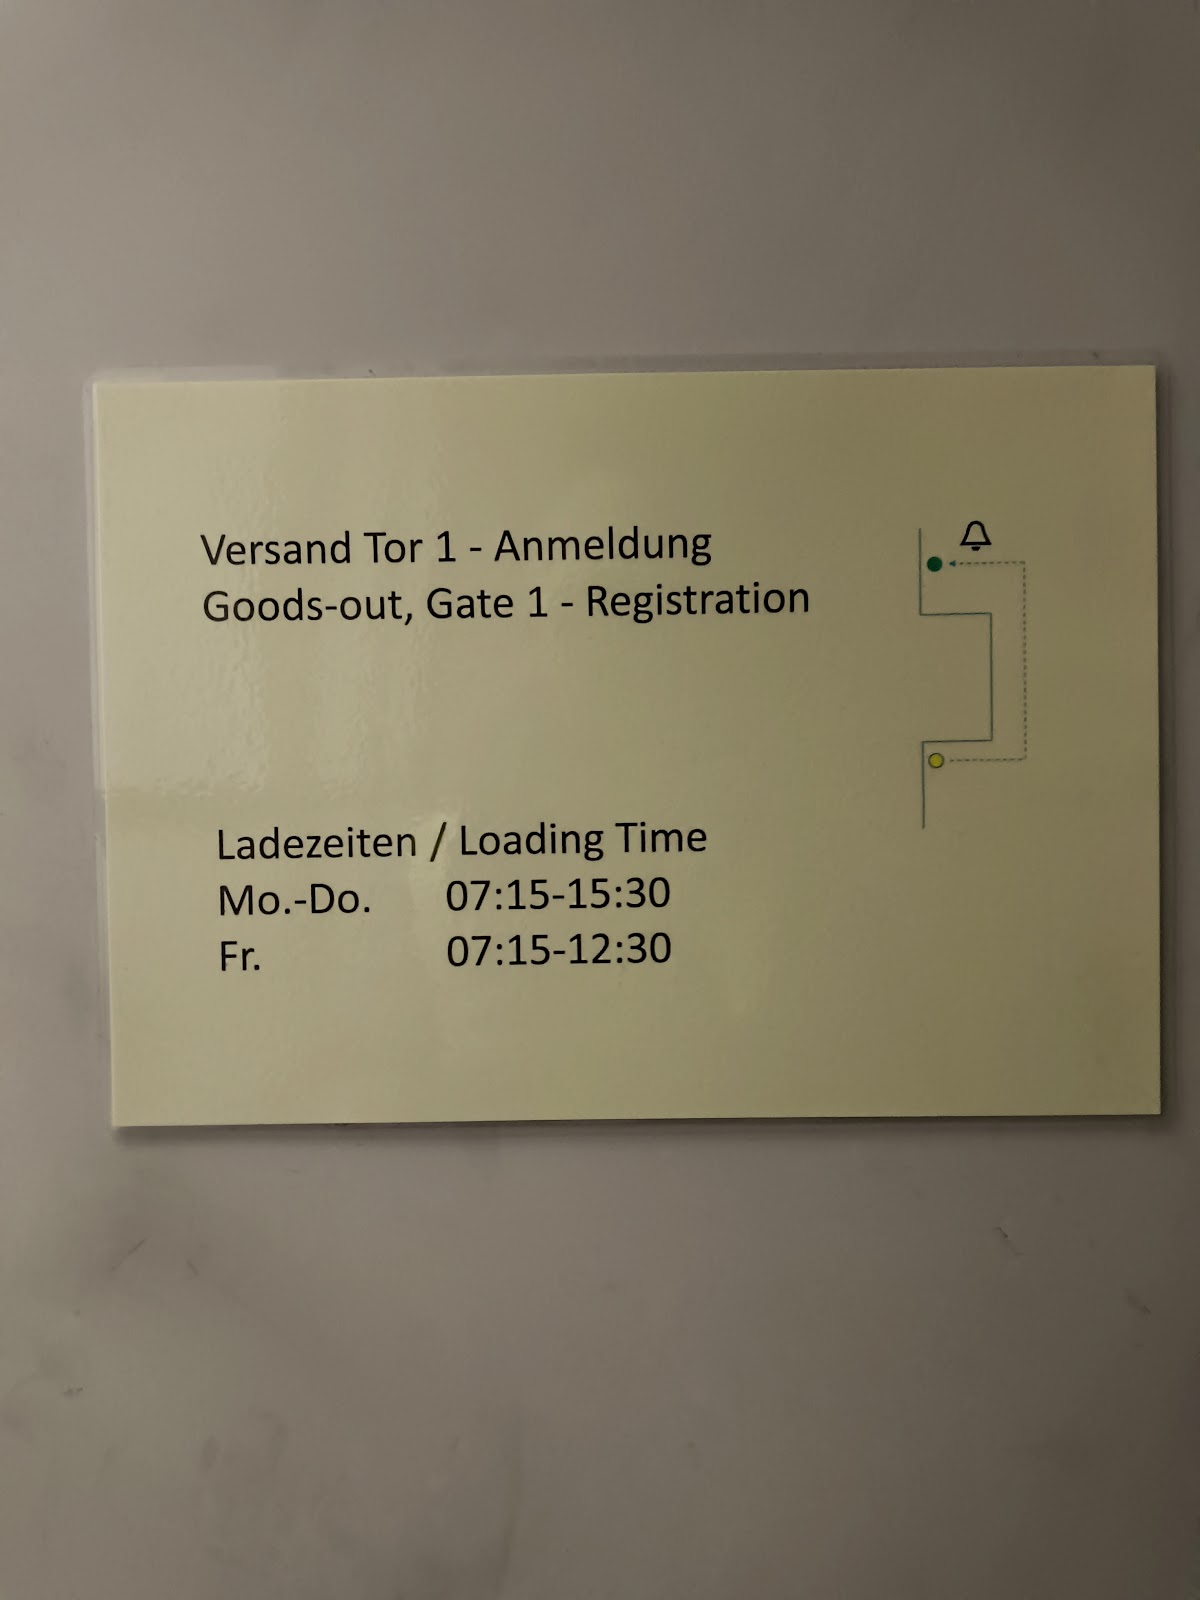 Versand Tor 1 - Anmeldung
Goods-out, Gate 1 - Registration
Ladezeiten / Loading Time
Mo.-Do. 07:15-15:30
Fr. 07:15-12:30